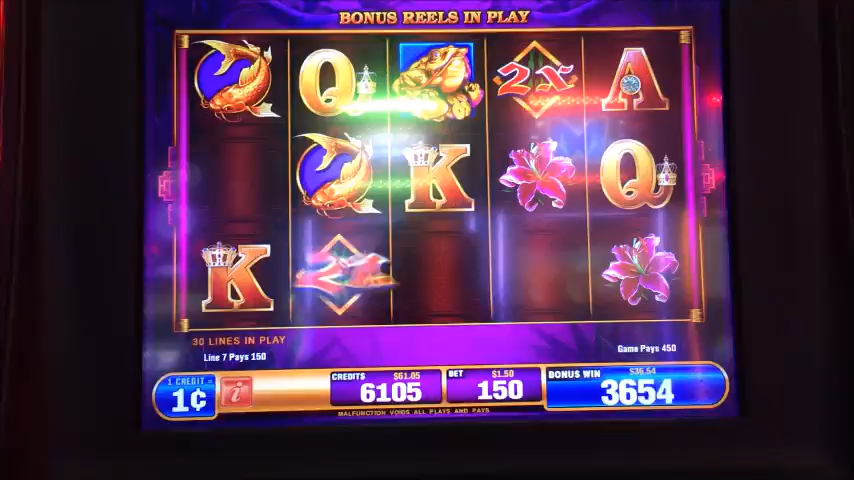 BONUS REELS IN PLAY
Q
2X
A
K
Q
K
30 LINES IN PLAY
Line 7 Pays 150
Game Pays 450
1 CREDIT =
1¢
i
CREDITS $61.05
6105
BET $1.50
150
BONUS WIN $36.54
3654
MALFUNCTION VOIDS ALL PLAYS AND PAYS